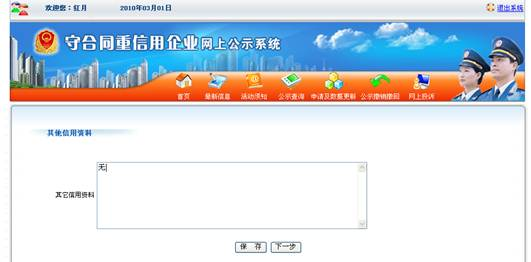 欢迎您：红月 2010年03月01日 退出系统
守合同重信用企业网上公示系统
首页 最新信息 活动须知 公示查询 申请及数据更新 公示撤销撤回 网上投诉
其他信用资料
无
其它信用资料
保 存 下一步